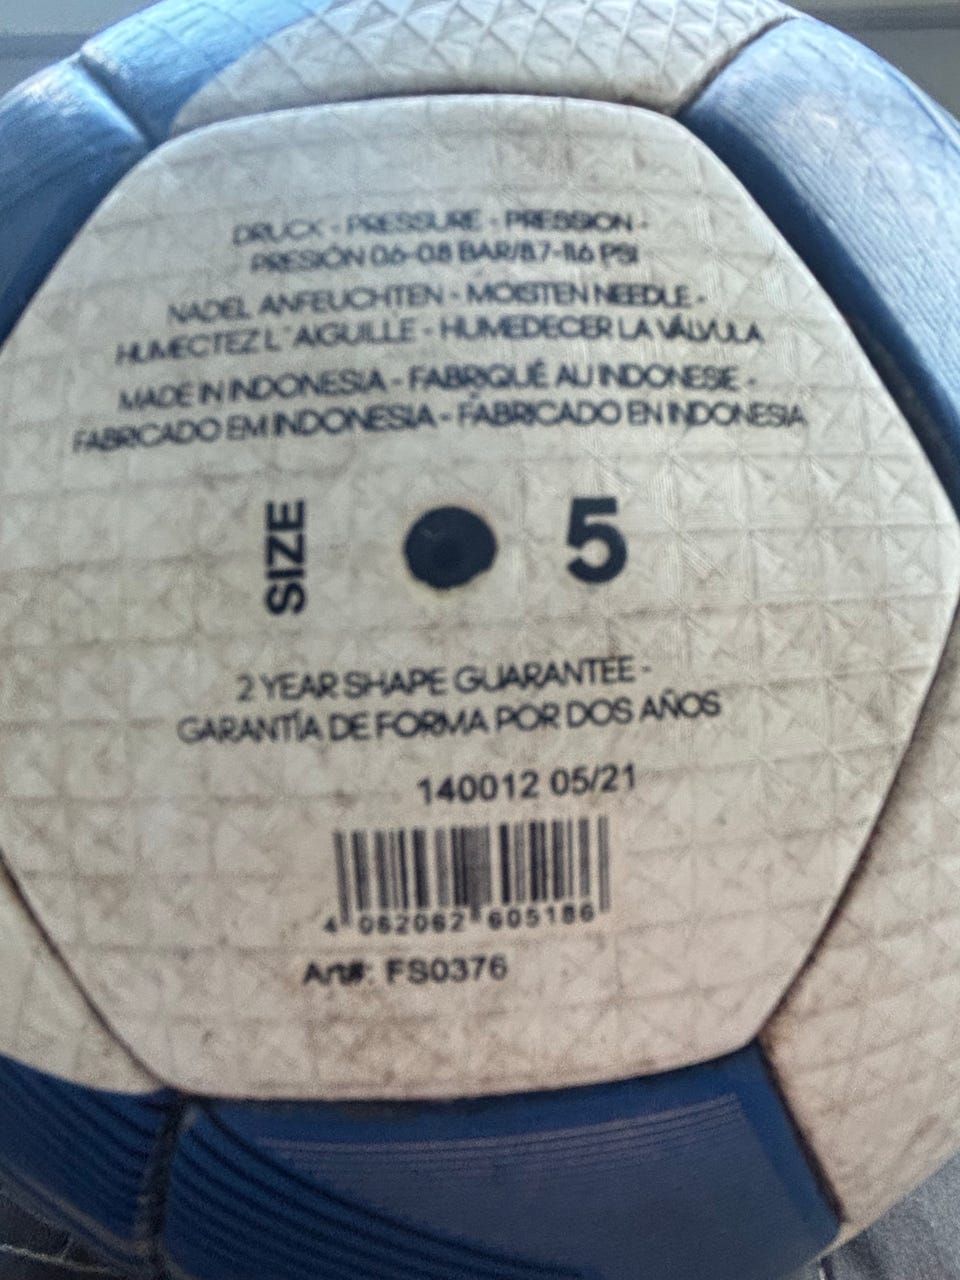 DRUCK - PRESSURE - PRESSION -
PRESIÓN 0.6-0.8 BAR/8.7-11.6 PSI
NADEL ANFEUCHTEN - MOISTEN NEEDLE -
HUMECTEZ L´AIGUILLE - HUMEDECER LA VÁLVULA
MADE IN INDONESIA - FABRIQUÉ AU INDONESIE -
FABRICADO EM INDONESIA - FABRICADO EN INDONESIA
SIZE 5
2 YEAR SHAPE GUARANTEE -
GARANTÍA DE FORMA POR DOS AÑOS
140012 05/21
4 062062 605186
Art#: FS0376